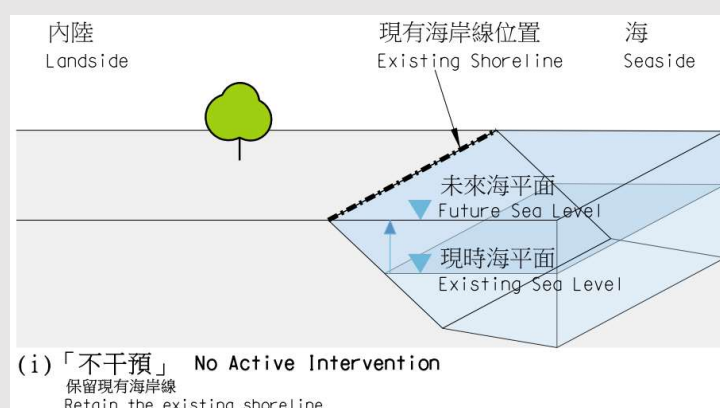 內陸
Landside
現有海岸線位置
Existing Shoreline
海
Seaside
未來海平面
Future Sea Level
現時海平面
Existing Sea Level
(i)「不干預」 No Active Intervention
保留現有海岸線
Retain the existing shoreline